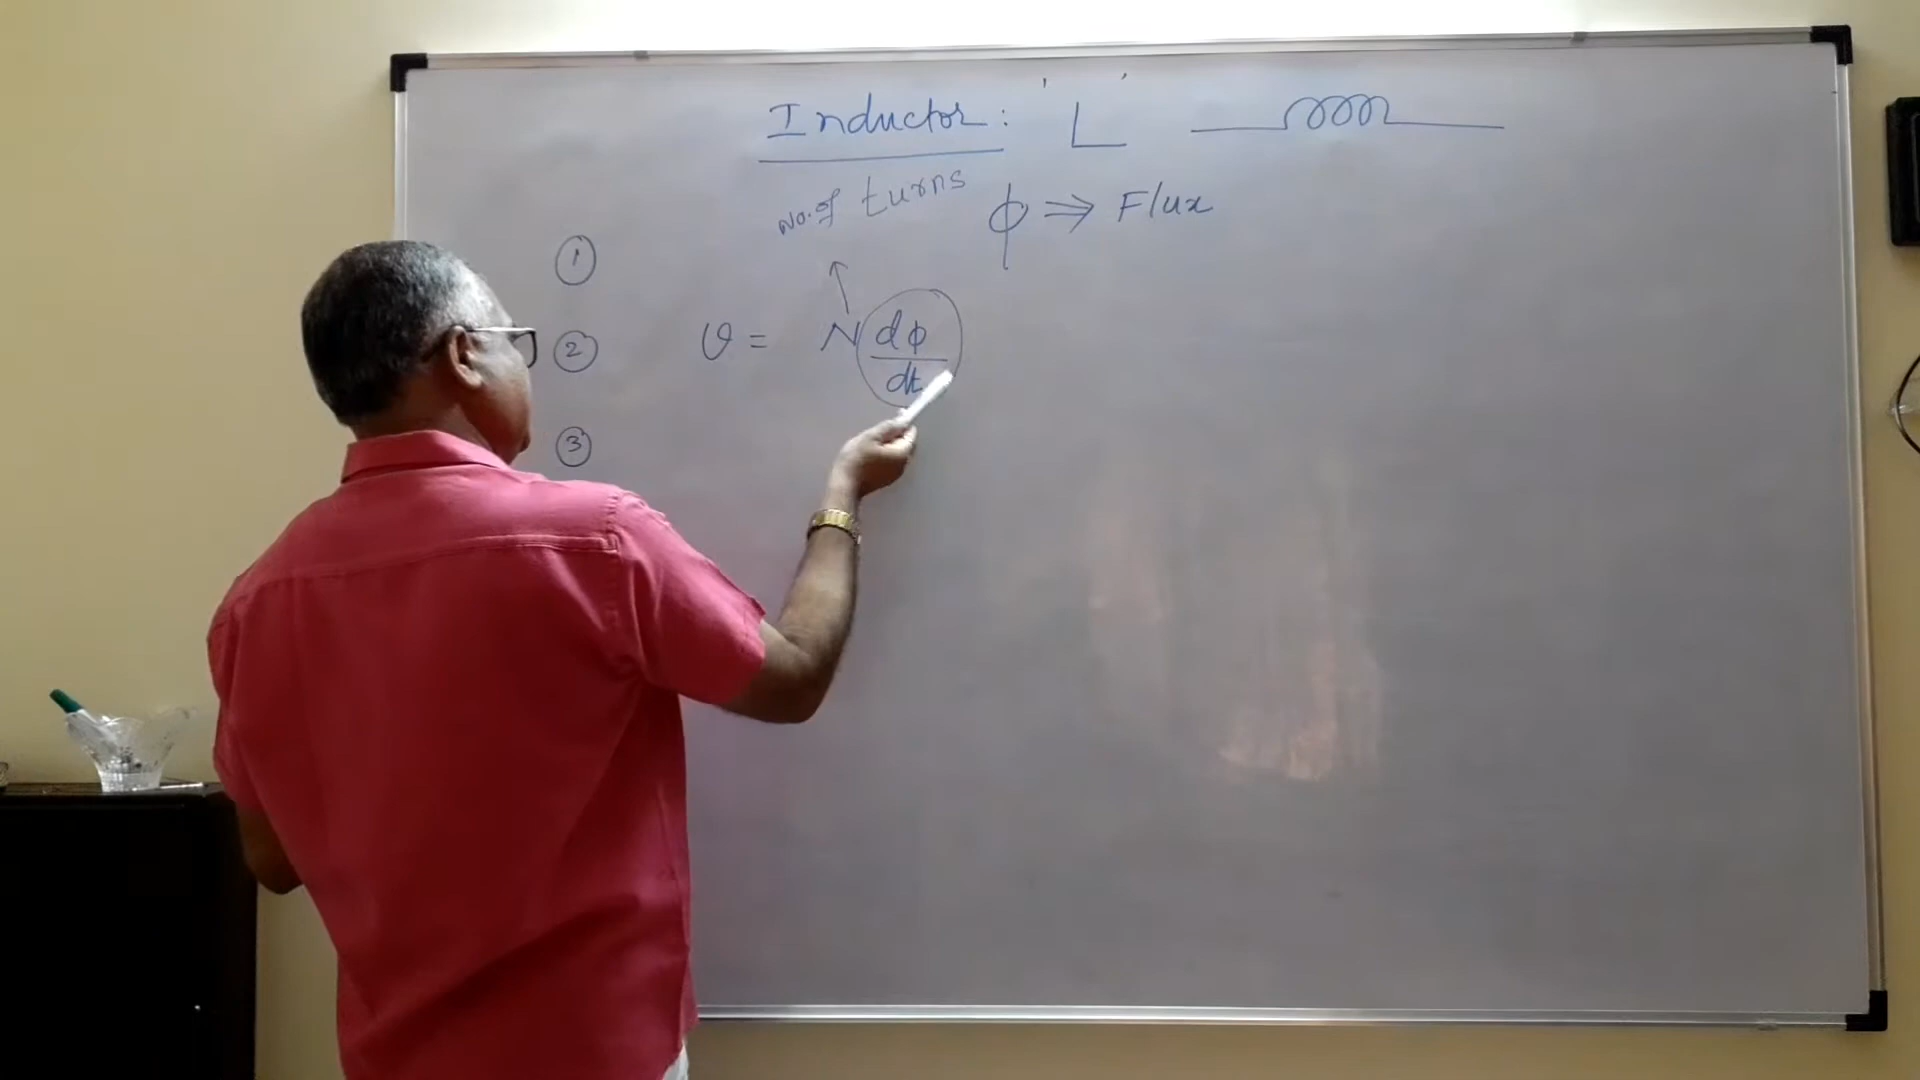 Inductor: 'L'
No. of turns
ϕ ⇒ Flux
①
②
v = N dϕ/dt
③